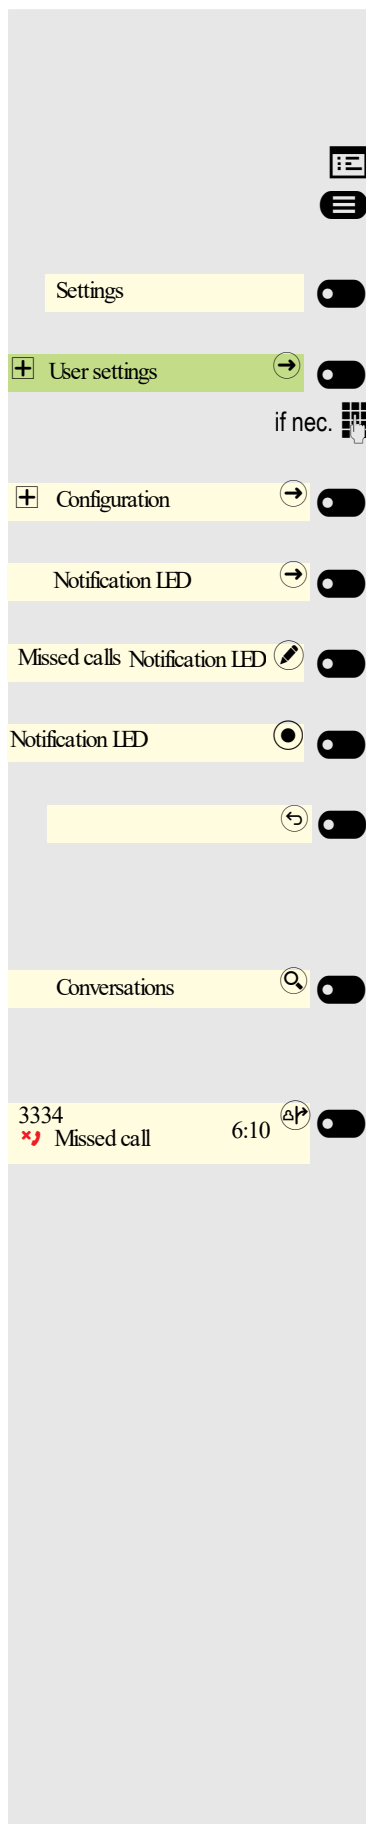 Settings
User settings
if nec.
Configuration
Notification LED
Missed calls Notification LED
Notification LED
Conversations
3334
Missed call 6:10